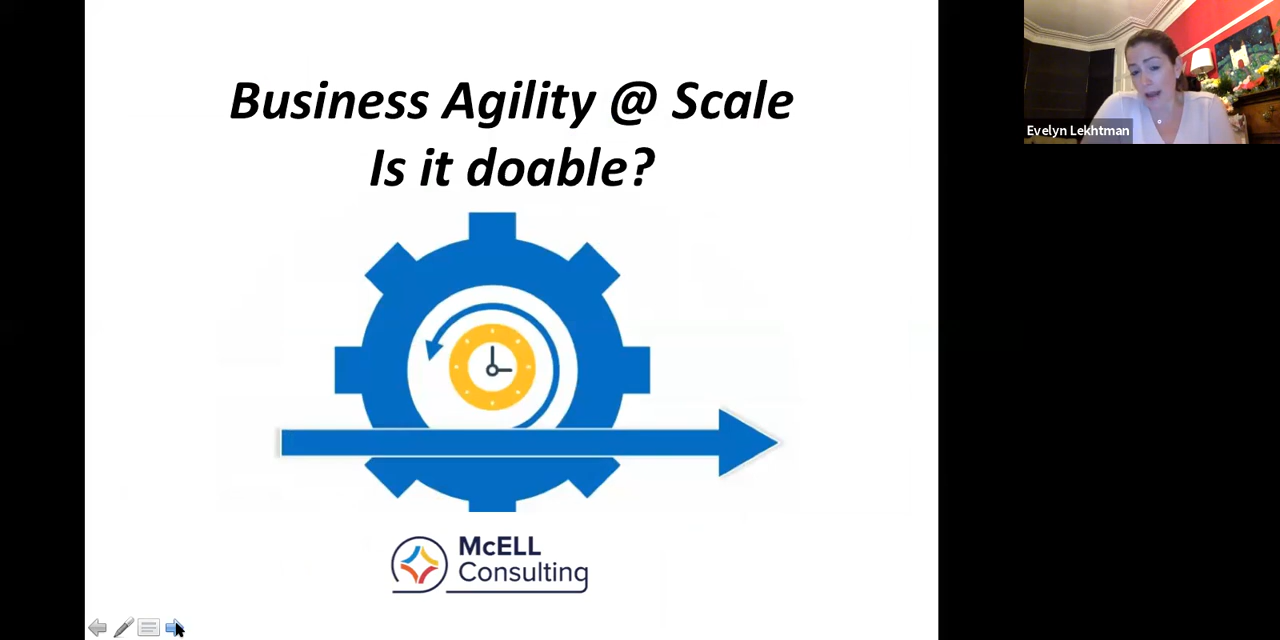 Business Agility @ Scale
Is it doable?
McELL
Consulting
Evelyn Lekhtman